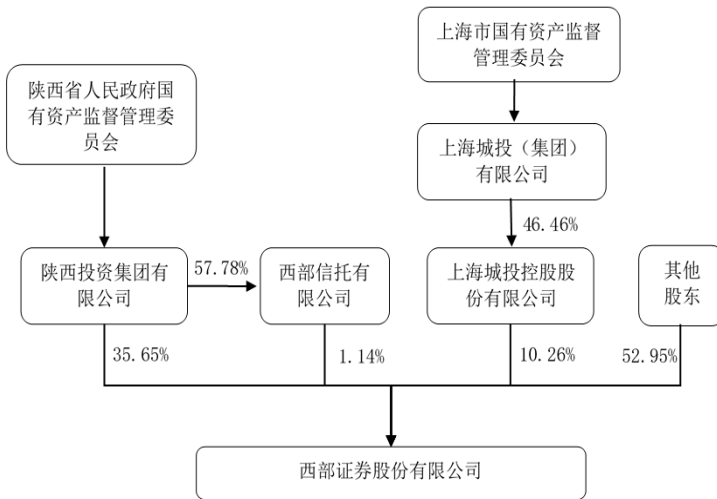 上海市国有资产监督
管理委员会
陕西省人民政府国
有资产监督管理委
员会
上海城投（集团）
有限公司
46.46%
陕西投资集团有
限公司
57.78%
西部信托有
限公司
上海城投控股股
份有限公司
其他
股东
35.65%
1.14%
10.26%
52.95%
西部证券股份有限公司